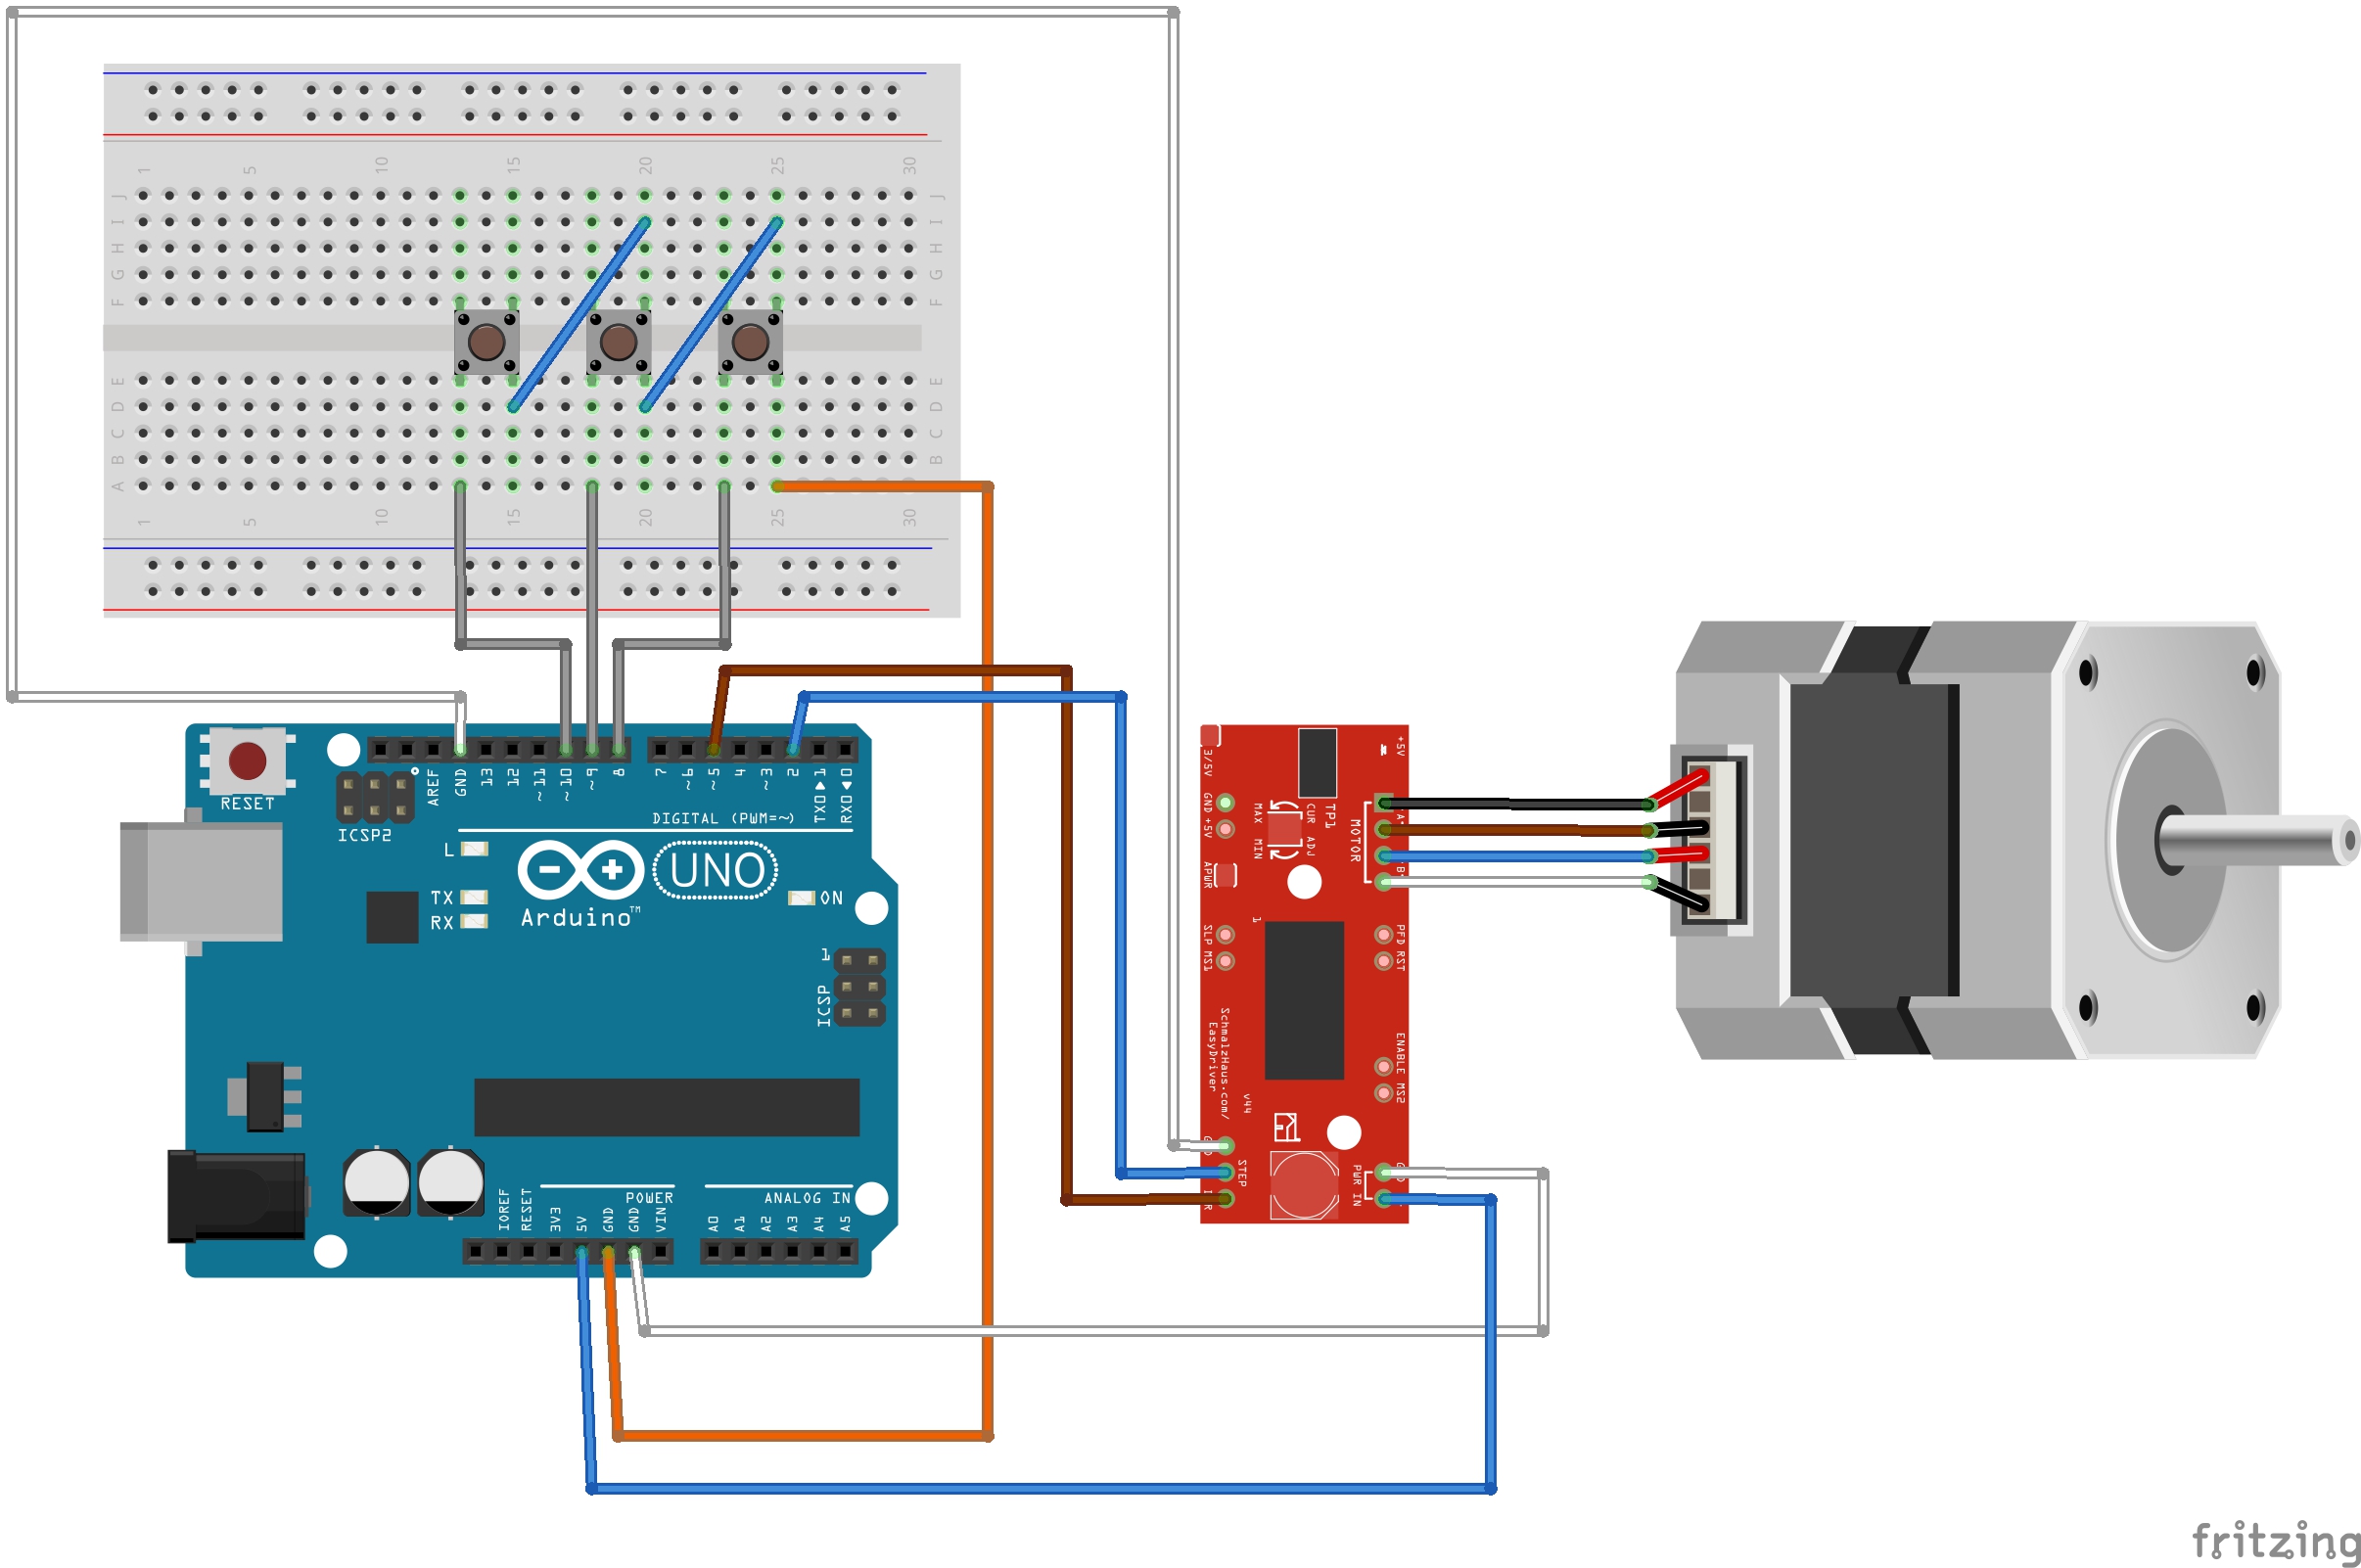 1 5 10 15 20 25 30
J J
I I
H H
G G
F F
E E
D D
C C
B B
A A
1 5 10 15 20 25 30
RESET
ICSP2
AREF
GND
13
12
~11
~10
~9
8
7
~6
~5
4
~3
2
TX0▶1
RX0◀0
DIGITAL (PWM=~)
L
TX
RX
UNO
Arduino™
ON
1
ICSP
POWER
ANALOG IN
IOREF
RESET
3V3
5V
GND
GND
VIN
A0
A1
A2
A3
A4
A5
3/5V
GND +5V
APWR
SLP MS1
MAX MIN
CUR ADJ
TP1
MOTOR
+5V
1
PFD RST
ENABLE MS2
SchmalzHaus.com/
EasyDriver
v44
STEP
PWR IN
fritzing